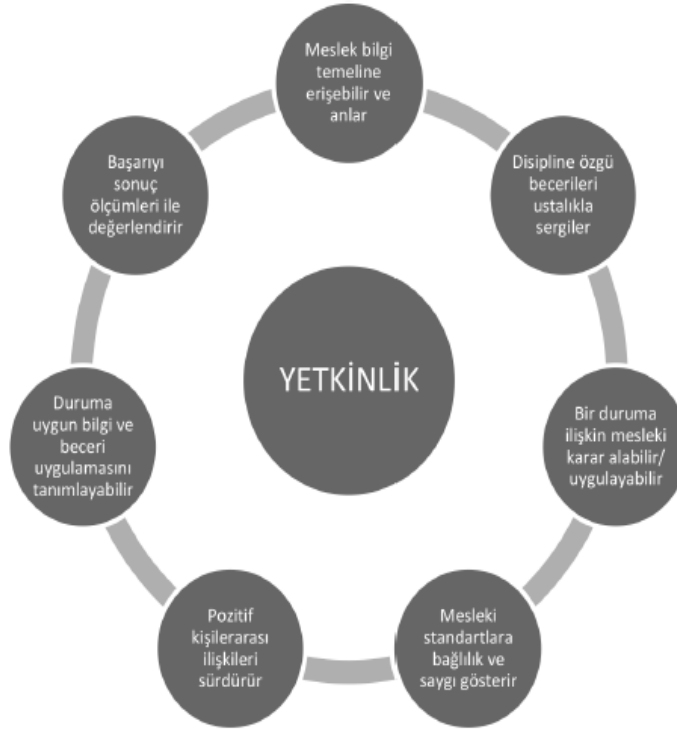 Meslek bilgi
temeline
erişebilir ve
anlar
Disipline özgü
becerileri
ustalıkla
sergiler
Bir duruma
ilişkin mesleki
karar alabilir/
uygulayabilir
Mesleki
standartlara
bağlılık ve
saygı gösterir
Pozitif
kişilerarası
ilişkileri
sürdürür
Duruma
uygun bilgi ve
beceri
uygulamasını
tanımlayabilir
Başarıyı
sonuç
ölçümleri ile
değerlendirir
YETKİNLİK